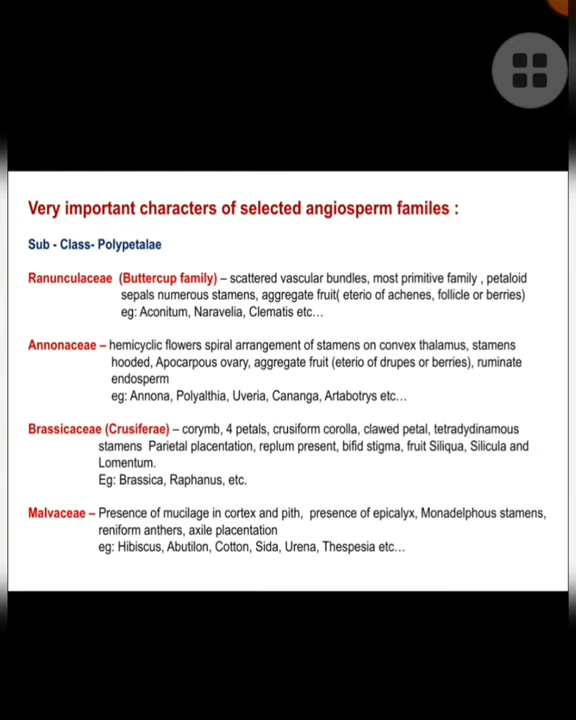 Very important characters of selected angiosperm familes :
Sub - Class- Polypetalae
Ranunculaceae (Buttercup family) – scattered vascular bundles, most primitive family , petaloid
sepals numerous stamens, aggregate fruit( eterio of achenes, follicle or berries)
eg: Aconitum, Naravelia, Clematis etc…
Annonaceae – hemicyclic flowers spiral arrangement of stamens on convex thalamus, stamens
hooded, Apocarpous ovary, aggregate fruit (eterio of drupes or berries), ruminate
endosperm
eg: Annona, Polyalthia, Uveria, Cananga, Artabotrys etc…
Brassicaceae (Crusiferae) – corymb, 4 petals, crusiform corolla, clawed petal, tetradydinamous
stamens Parietal placentation, replum present, bifid stigma, fruit Siliqua, Silicula and
Lomentum.
Eg: Brassica, Raphanus, etc.
Malvaceae – Presence of mucilage in cortex and pith, presence of epicalyx, Monadelphous stamens,
reniform anthers, axile placentation
eg: Hibiscus, Abutilon, Cotton, Sida, Urena, Thespesia etc…